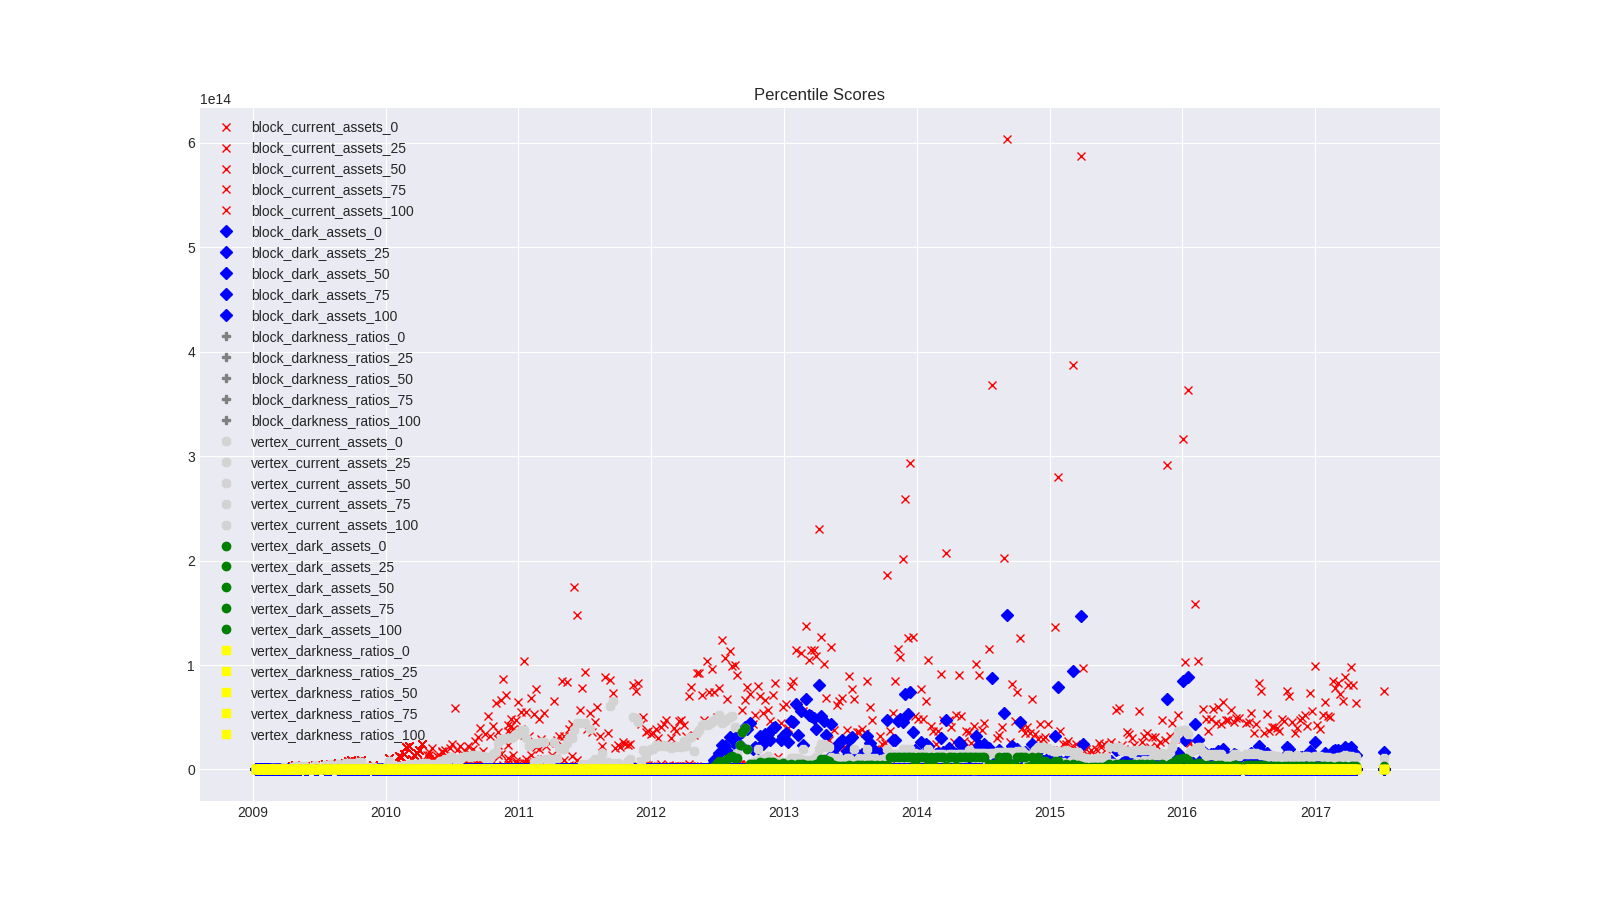 Percentile Scores
1e14
6
5
4
3
2
1
0
block_current_assets_0
block_current_assets_25
block_current_assets_50
block_current_assets_75
block_current_assets_100
block_dark_assets_0
block_dark_assets_25
block_dark_assets_50
block_dark_assets_75
block_dark_assets_100
block_darkness_ratios_0
block_darkness_ratios_25
block_darkness_ratios_50
block_darkness_ratios_75
block_darkness_ratios_100
vertex_current_assets_0
vertex_current_assets_25
vertex_current_assets_50
vertex_current_assets_75
vertex_current_assets_100
vertex_dark_assets_0
vertex_dark_assets_25
vertex_dark_assets_50
vertex_dark_assets_75
vertex_dark_assets_100
vertex_darkness_ratios_0
vertex_darkness_ratios_25
vertex_darkness_ratios_50
vertex_darkness_ratios_75
vertex_darkness_ratios_100
2009 2010 2011 2012 2013 2014 2015 2016 2017